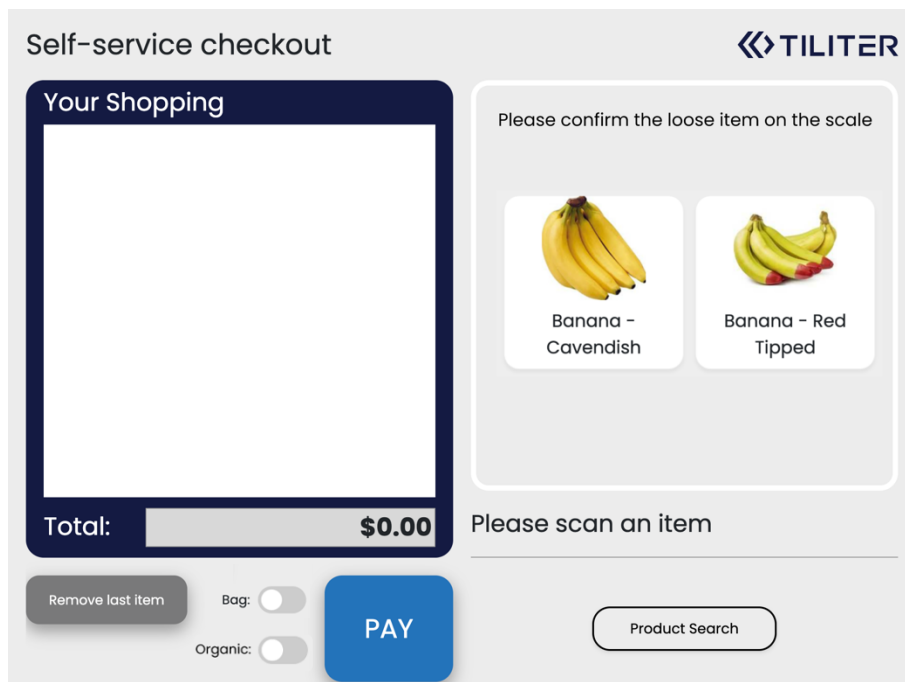 Self-service checkout
TILITER
Your Shopping
Please confirm the loose item on the scale
Banana -
Cavendish
Banana - Red
Tipped
Total:
$0.00
Please scan an item
Remove last item
Bag:
Organic:
PAY
Product Search